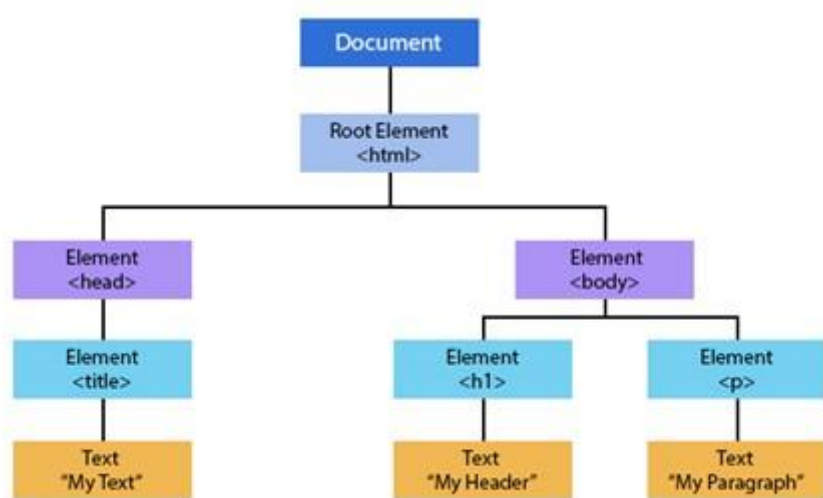 Document
Root Element
<html>
Element
<head>
Element
<body>
Element
<title>
Element
<h1>
Element
<p>
Text
“My Text”
Text
“My Header”
Text
“My Paragraph”